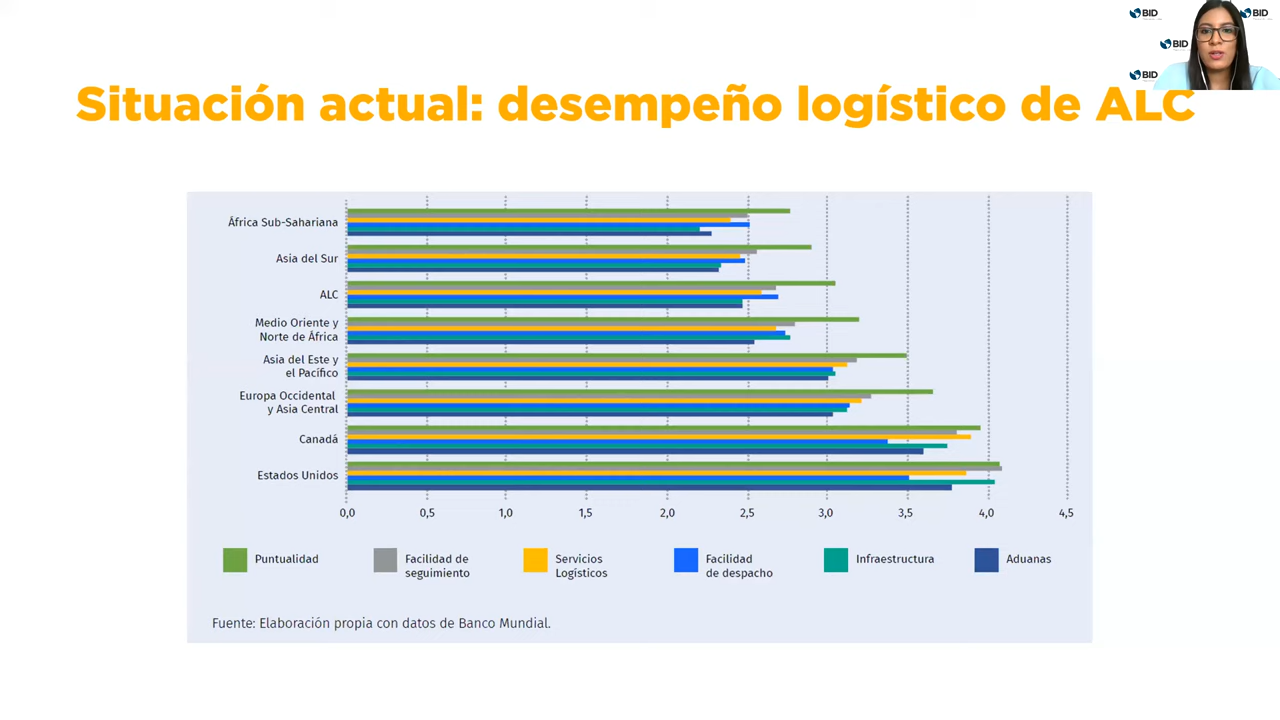 BID
BID
BID
BID
Situación actual: desempeño logístico de ALC
África Sub-Sahariana
Asia del Sur
ALC
Medio Oriente y
Norte de África
Asia del Este y
el Pacífico
Europa Occidental
y Asia Central
Canadá
Estados Unidos
0,0 0,5 1,0 1,5 2,0 2,5 3,0 3,5 4,0 4,5
Puntualidad
Facilidad de
seguimiento
Servicios
Logísticos
Facilidad
de despacho
Infraestructura
Aduanas
Fuente: Elaboración propia con datos de Banco Mundial.